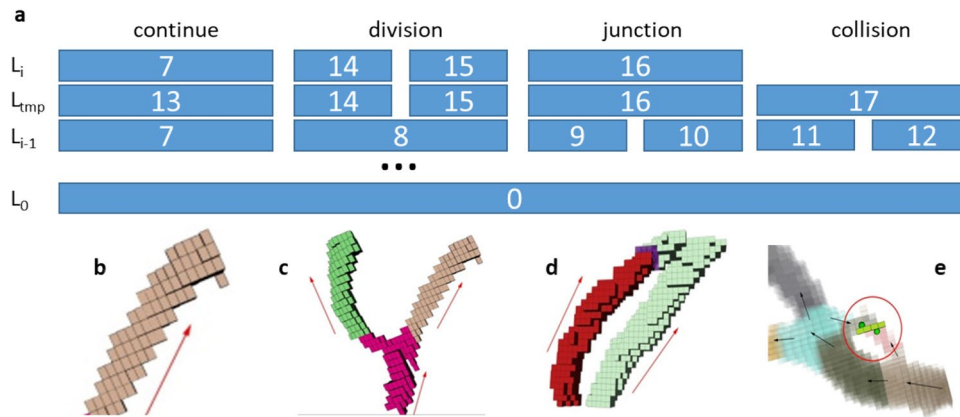 a
continue division junction collision
Li 7 14 15 16
Ltmp 13 14 15 16 17
Li-1 7 8 9 10 11 12
...
L0 0
b c d e